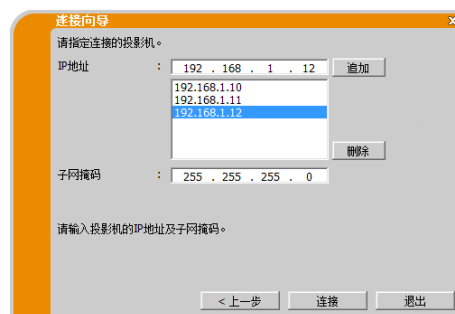 连接向导
x
请指定连接的投影机。
IP地址 : 192 . 168 . 1 . 12 追加
192.168.1.10
192.168.1.11
192.168.1.12
删除
子网掩码 : 255 . 255 . 255 . 0
请输入投影机的IP地址及子网掩码。
<上一步 连接 退出